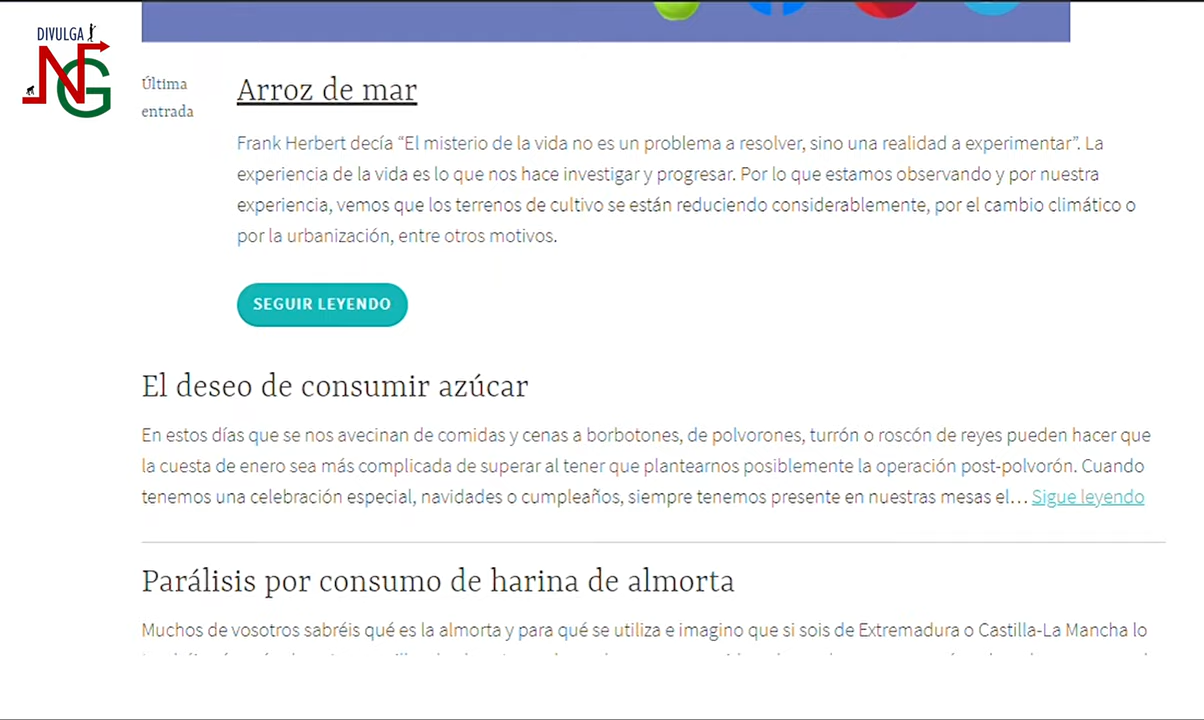 DIVULGA
NG
Última
entrada
Arroz de mar
Frank Herbert decía “El misterio de la vida no es un problema a resolver, sino una realidad a experimentar”. La
experiencia de la vida es lo que nos hace investigar y progresar. Por lo que estamos observando y por nuestra
experiencia, vemos que los terrenos de cultivo se están reduciendo considerablemente, por el cambio climático o
por la urbanización, entre otros motivos.
SEGUIR LEYENDO
El deseo de consumir azúcar
En estos días que se nos avecinan de comidas y cenas a borbotones, de polvorones, turrón o roscón de reyes pueden hacer que
la cuesta de enero sea más complicada de superar al tener que plantearnos posiblemente la operación post-polvorón. Cuando
tenemos una celebración especial, navidades o cumpleaños, siempre tenemos presente en nuestras mesas el… Sigue leyendo
Parálisis por consumo de harina de almorta
Muchos de vosotros sabréis qué es la almorta y para qué se utiliza e imagino que si sois de Extremadura o Castilla-La Mancha lo